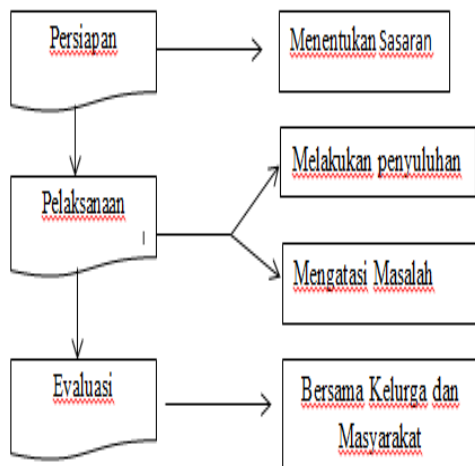 Persiapan
Menentukan Sasaran
Melakukan penyuluhan
Pelaksanaan
Mengatasi Masalah
Evaluasi
Bersama Kelurga dan
Masyarakat